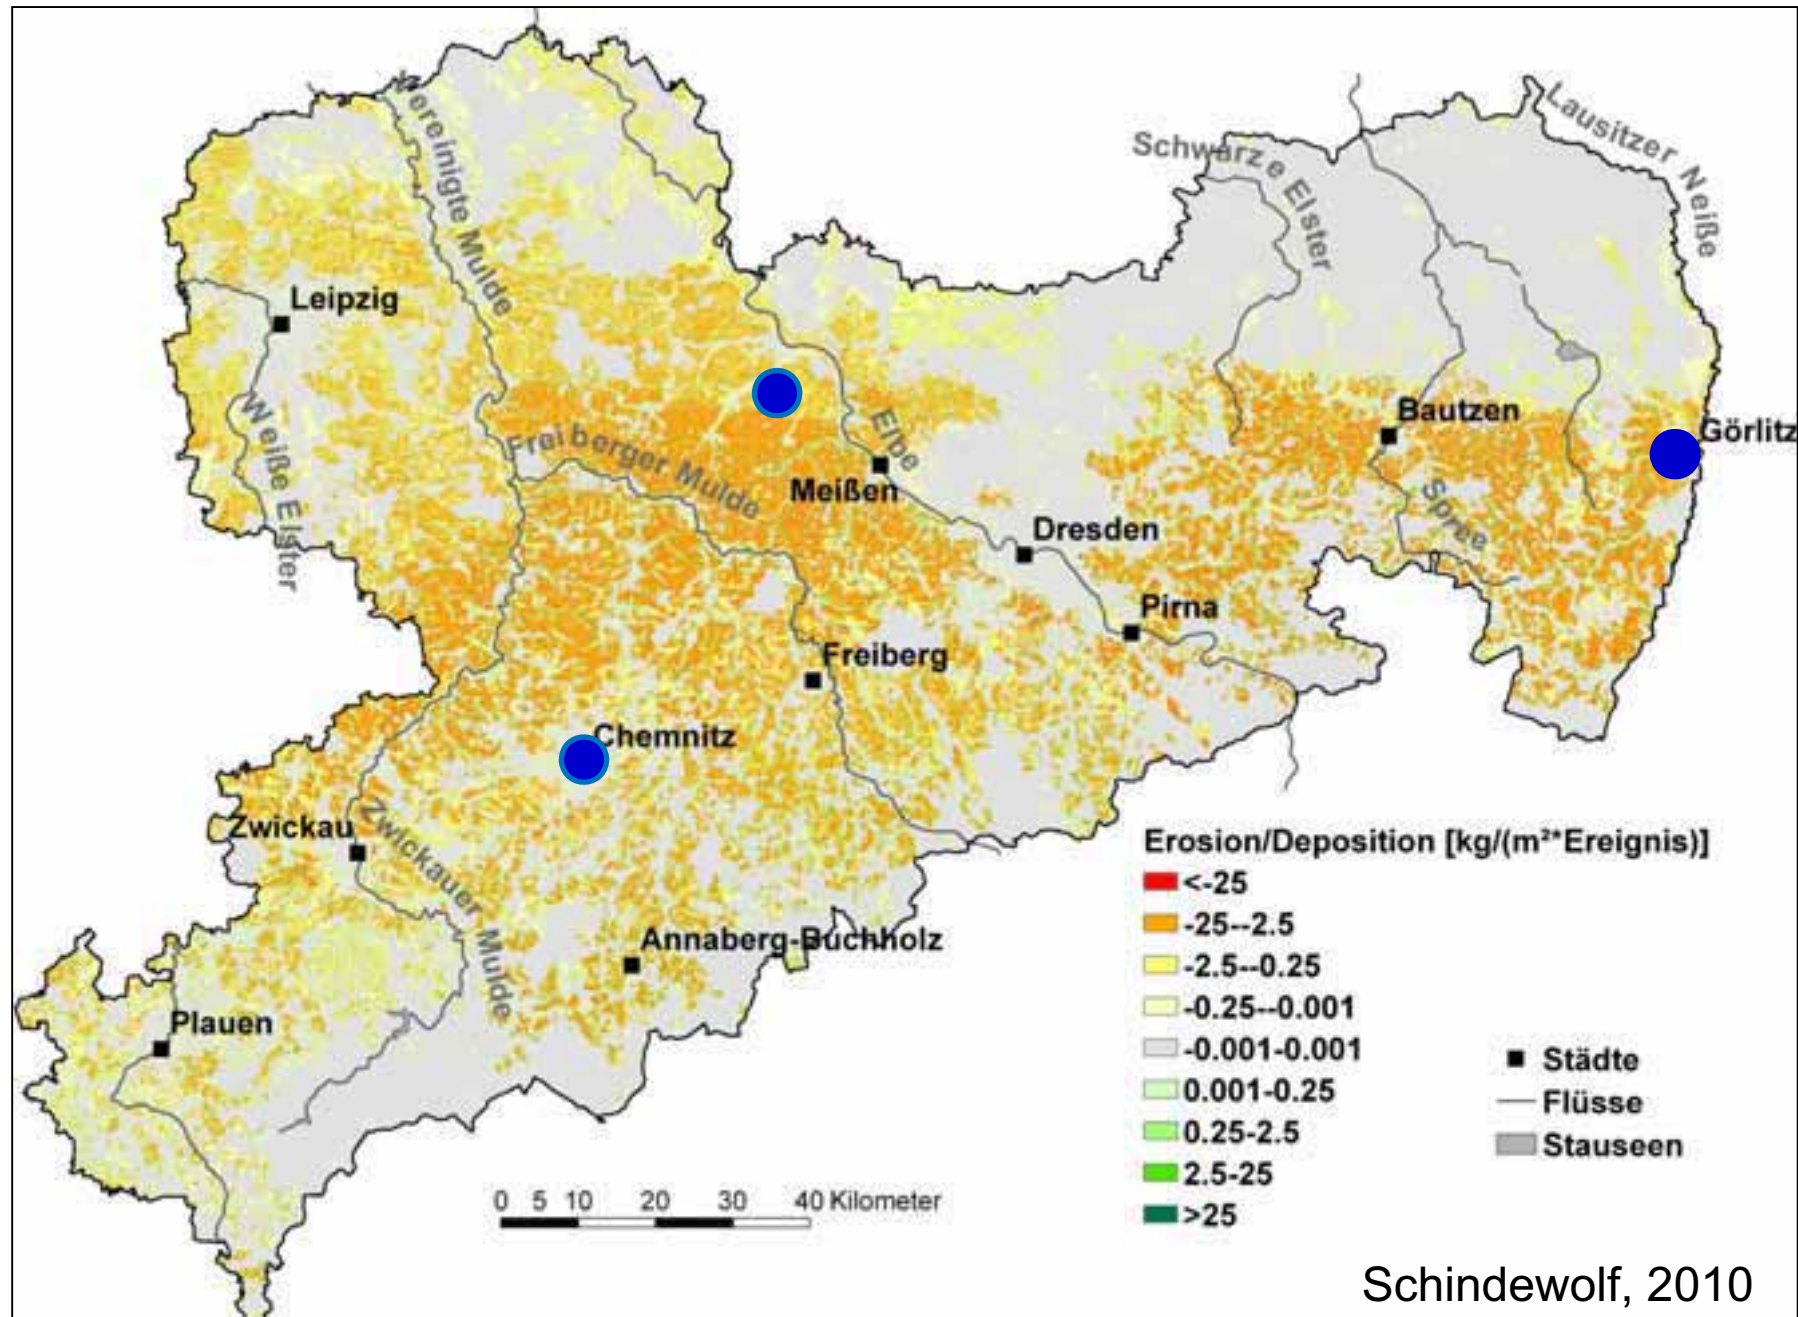 Vereinigte Mulde
Schwarze Elster
Lausitzer Neiße
Leipzig
Weiße Elster
Freiberger Mulde
Elbe
Meißen
Bautzen
Görlitz
Spree
Dresden
Pirna
Freiberg
Chemnitz
Zwickau
Zwickauer Mulde
Annaberg-Buchholz
Plauen
Erosion/Deposition [kg/(m²*Ereignis)]
<-25
-25--2.5
-2.5--0.25
-0.25--0.001
-0.001-0.001
0.001-0.25
0.25-2.5
2.5-25
>25
Städte
Flüsse
Stauseen
0 5 10 20 30 40 Kilometer
Schindewolf, 2010